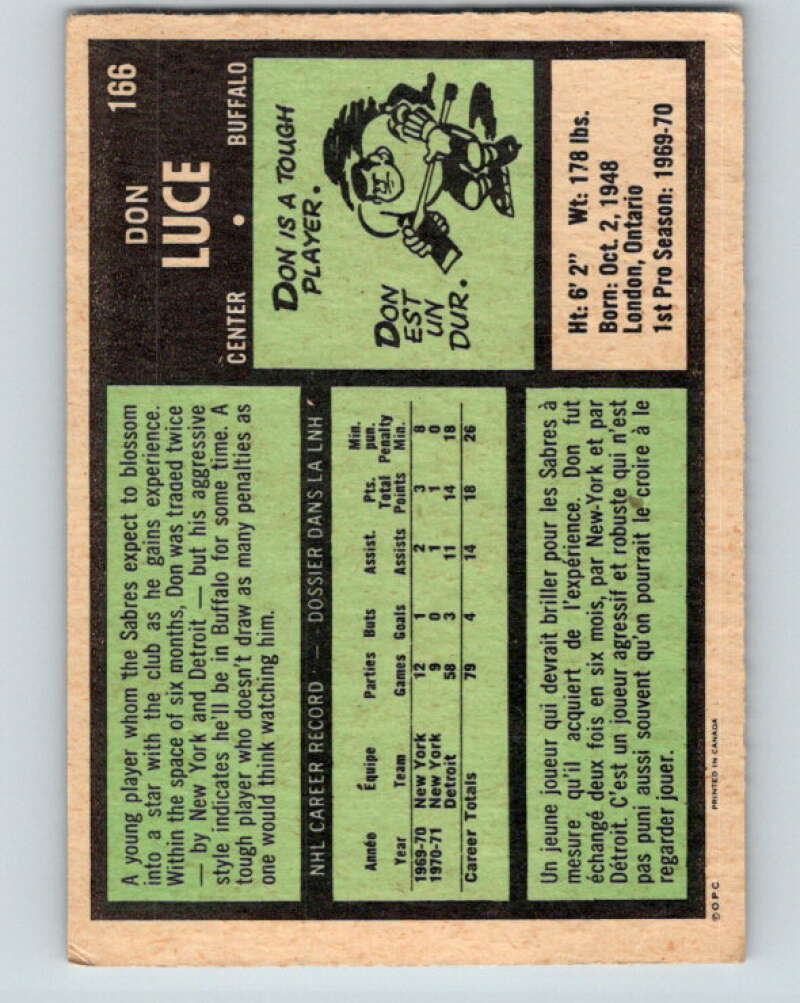 166
DON
LUCE
CENTER • BUFFALO
DON IS A TOUGH
PLAYER.
DON
EST
UN
DUR.
Ht: 6' 2" Wt: 178 lbs.
Born: Oct. 2, 1948
London, Ontario
1st Pro Season: 1969-70
A young player whom the Sabres expect to blossom
into a star with the club as he gains experience.
Within the space of six months, Don was traded twice
— by New York and Detroit — but his aggressive
style indicates he'll be in Buffalo for some time. A
tough player who doesn't draw as many penalties as
one would think watching him.
NHL CAREER RECORD — DOSSIER DANS LA LNH
Année Équipe Parties Buts Assist. Pts. Min. pun.
Year Team Games Goals Assists Total Points Penalty Min.
1969-70 New York 12 1 2 3 8
1970-71 New York 9 0 1 1 0
Detroit 58 3 11 14 18
Career Totals 79 4 14 18 26
Un jeune joueur qui devrait briller pour les Sabres à
mesure qu'il acquiert de l'expérience. Don fut
échangé deux fois en six mois, par New-York et par
Détroit. C'est un joueur agressif et robuste qui n'est
pas puni aussi souvent qu'on pourrait le croire à le
regarder jouer.
© O.P.C. PRINTED IN CANADA